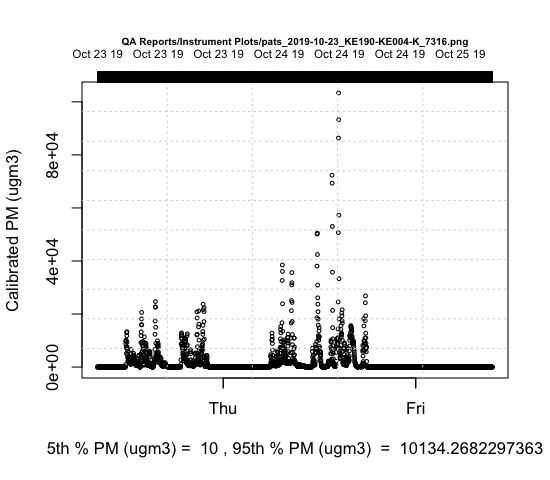 QA Reports/Instrument Plots/pats_2019-10-23_KE190-KE004-K_7316.png
Oct 23 19 Oct 23 19 Oct 23 19 Oct 24 19 Oct 24 19 Oct 24 19 Oct 25 19
Calibrated PM (ugm3)
8e+04
4e+04
0e+00
Thu Fri
5th % PM (ugm3) = 10 , 95th % PM (ugm3) = 10134.2682297363